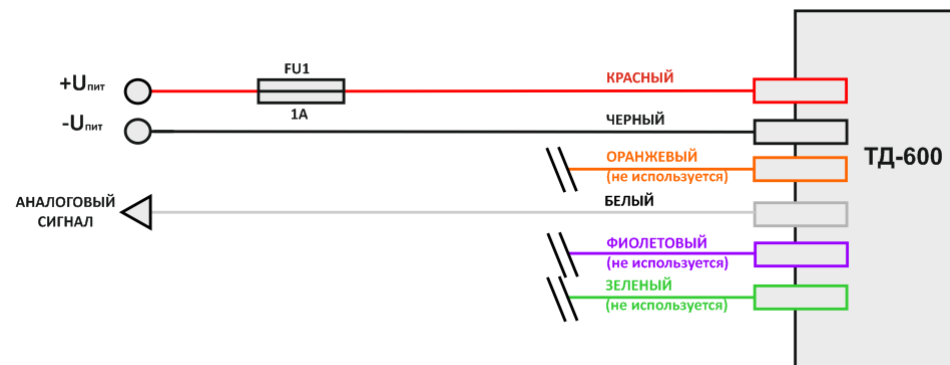 +Uпит
FU1
1А
КРАСНЫЙ
-Uпит
ЧЕРНЫЙ
ОРАНЖЕВЫЙ
(не используется)
ТД-600
АНАЛОГОВЫЙ
СИГНАЛ
БЕЛЫЙ
ФИОЛЕТОВЫЙ
(не используется)
ЗЕЛЕНЫЙ
(не используется)